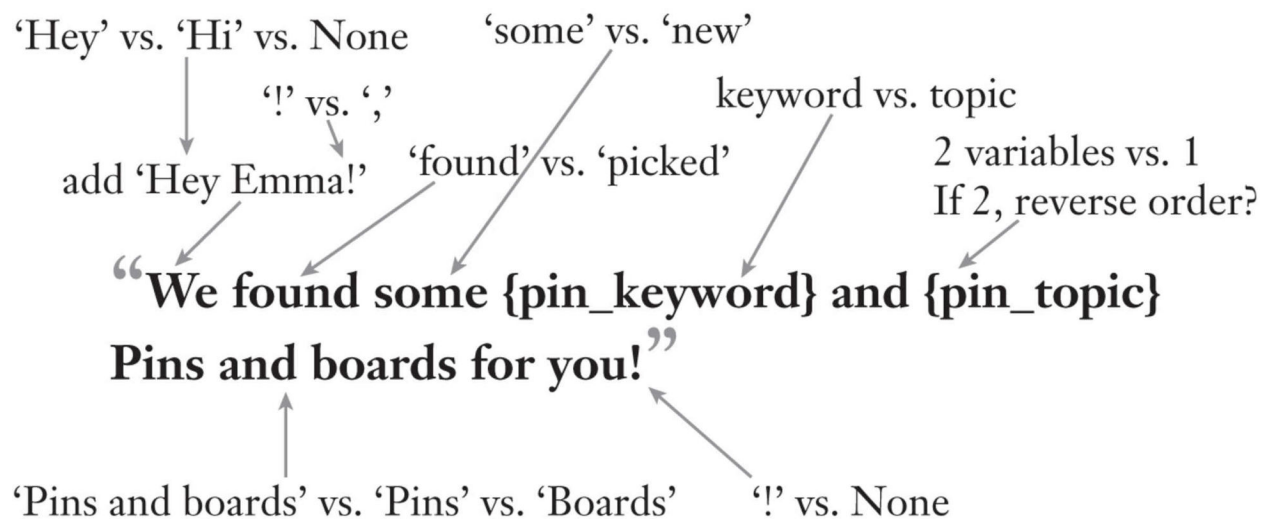 ‘Hey’ vs. ‘Hi’ vs. None
‘some’ vs. ‘new’
‘!’ vs. ‘,’
keyword vs. topic
add ‘Hey Emma!’
‘found’ vs. ‘picked’
2 variables vs. 1
If 2, reverse order?
“We found some {pin_keyword} and {pin_topic}
Pins and boards for you!”
‘Pins and boards’ vs. ‘Pins’ vs. ‘Boards’
‘!’ vs. None